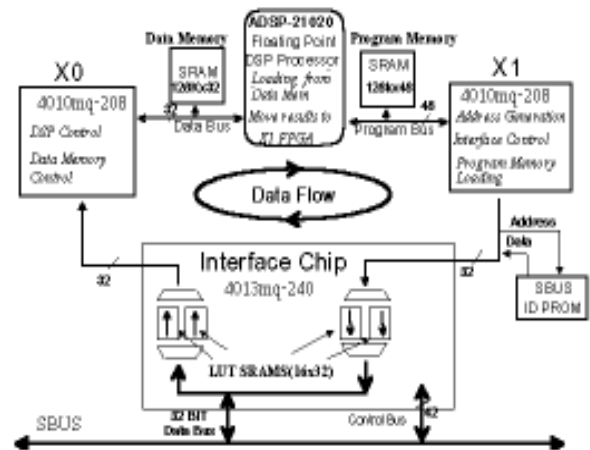 ADSP-21020
Floating Point
DSP Processor
Loading from
Data Mem
Move results to
X1 FPGA
Data Memory
SRAM
128kx32
Program Memory
SRAM
128kx48
X0
4010mq-208
DSP Control
Data Memory
Control
32
Data Bus
48
Program Bus
X1
4010mq-208
Address Generation
Interface Control
Program Memory
Loading
Data Flow
Address
Data
SBUS
ID PROM
32
32
Interface Chip
4013mq-240
LUT SRAMS(16x32)
32 BIT
Data Bus
Control Bus
42
SBUS